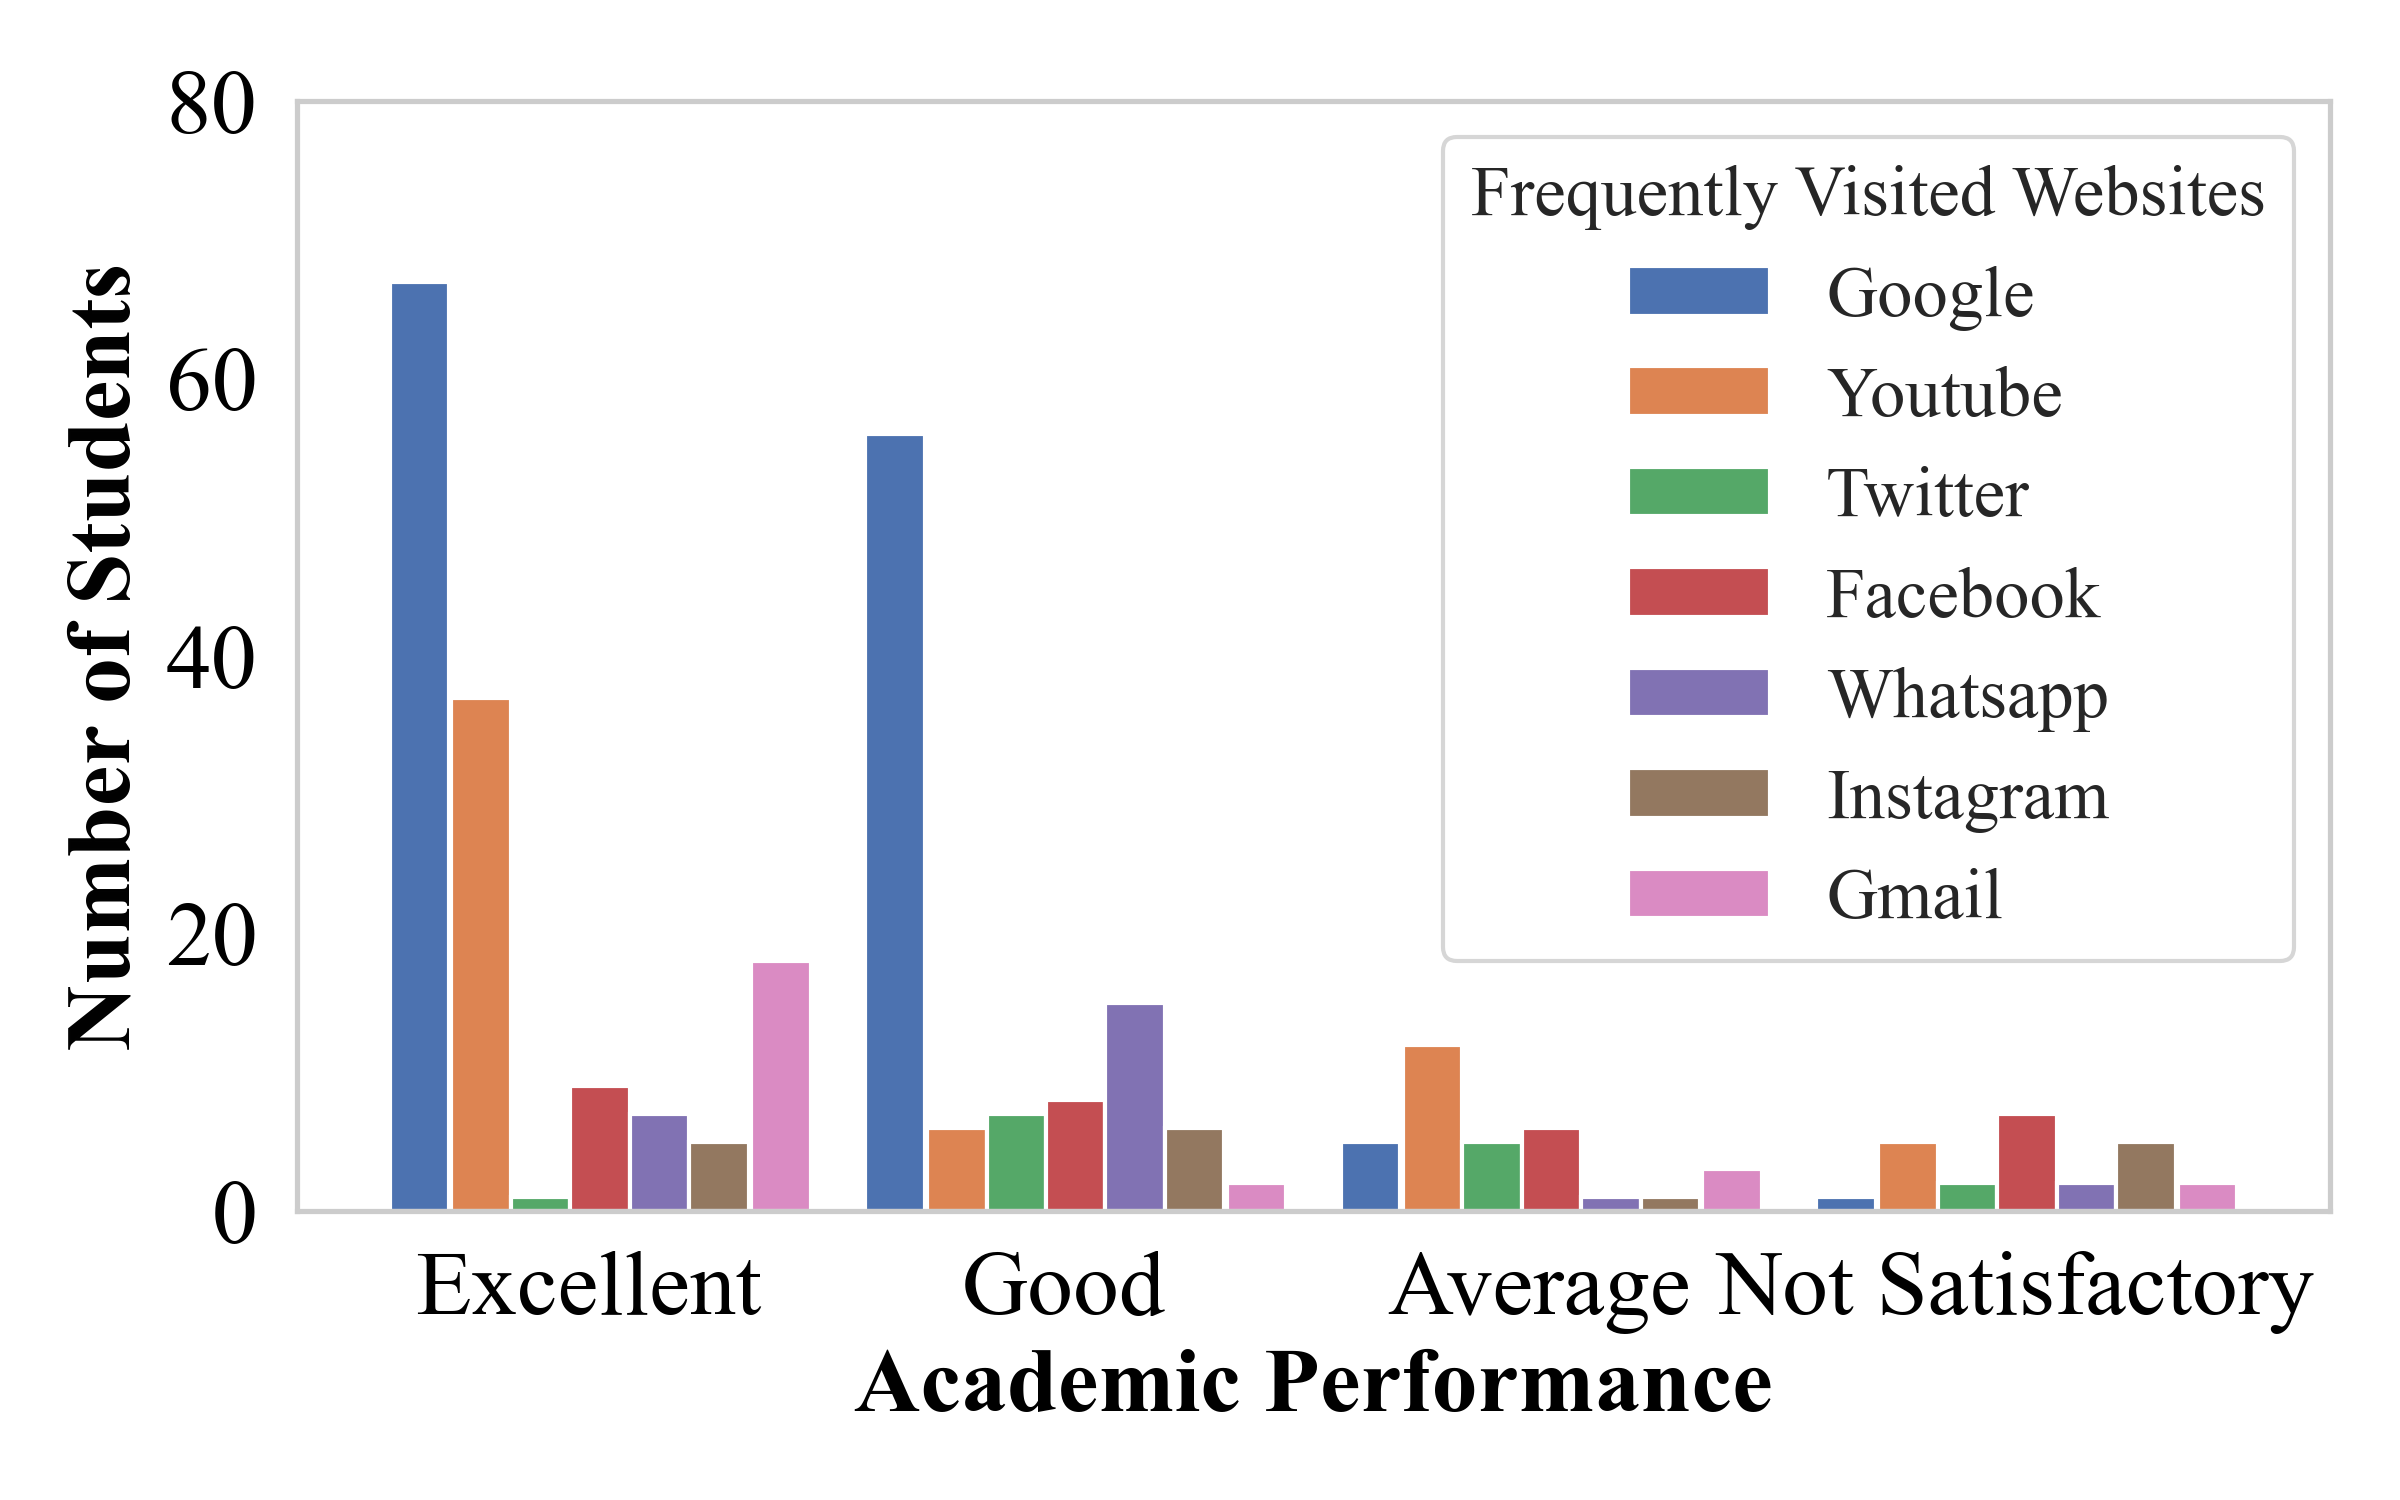 80
60
40
20
0
Number of Students
Frequently Visited Websites
Google
Youtube
Twitter
Facebook
Whatsapp
Instagram
Gmail
Excellent Good Average Not Satisfactory
Academic Performance